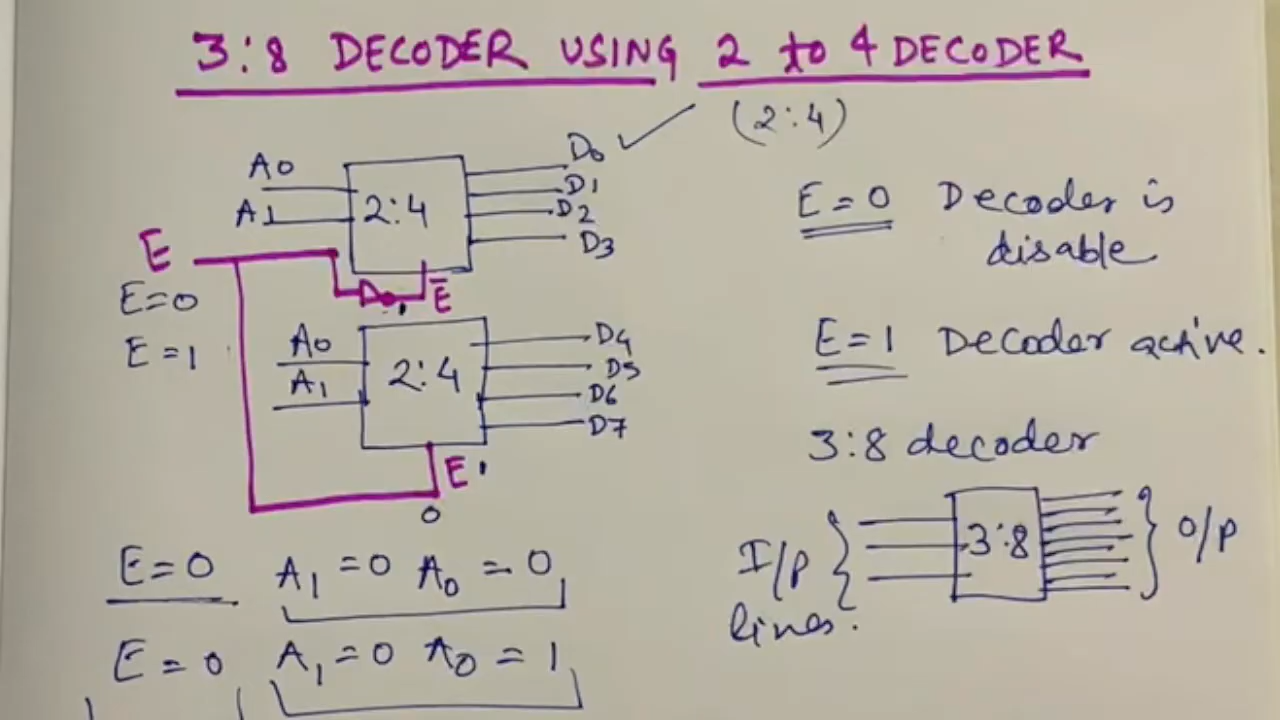 3:8 DECODER USING 2 to 4 DECODER
(2:4)
A0
A1
2:4
D0
D1
D2
D3
E
E=0
E=1
E̅
A0
A1
2:4
D4
D5
D6
D7
E
0
E=0 A1=0 A0=0
E=0 A1=0 A0=1
E=0 Decoder is
disable
E=1 Decoder active.
3:8 decoder
I/P
lines.
3:8
O/P